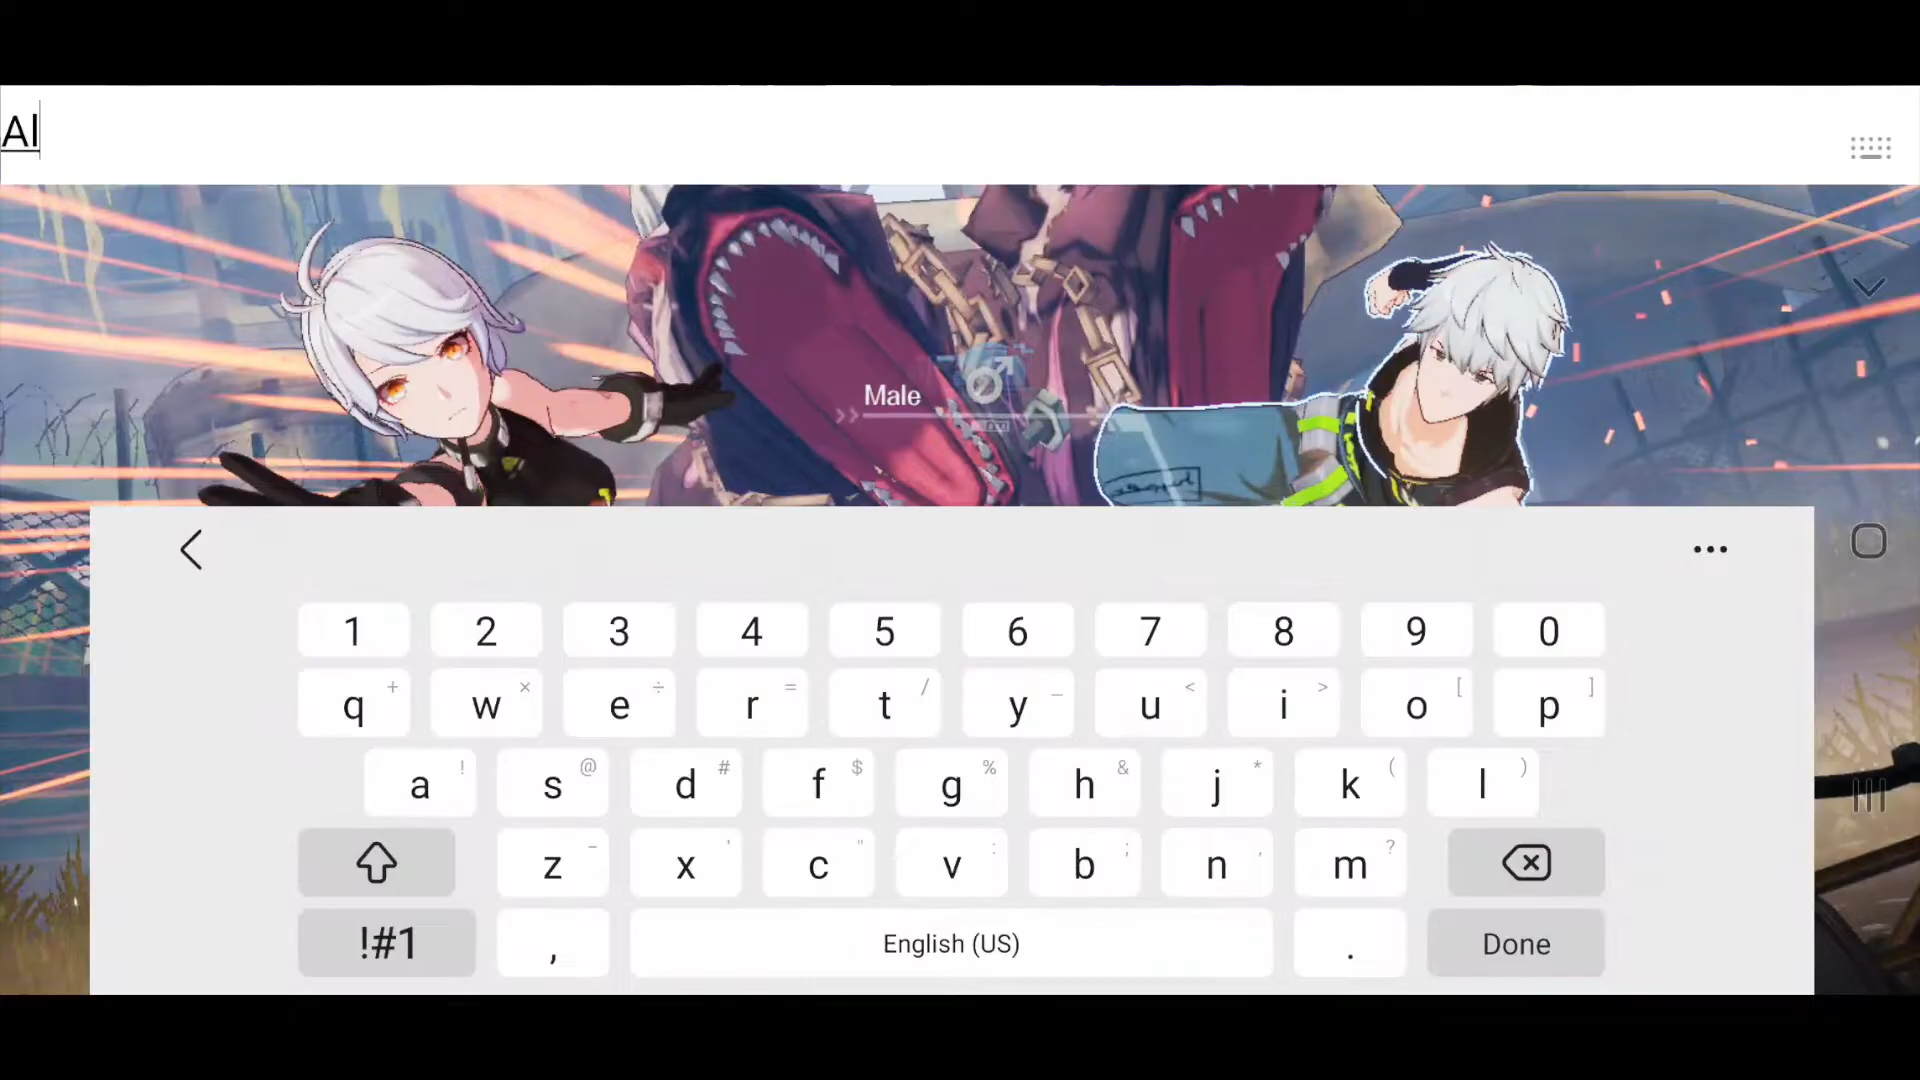 Al
Male
1 2 3 4 5 6 7 8 9 0
q + w × e ÷ r = t / y _ u < i > o [ p ]
a ! s @ d # f $ g % h & j * k ( l )
z - x ' c " v : b ; n , m ?
!#1 , English (US) . Done